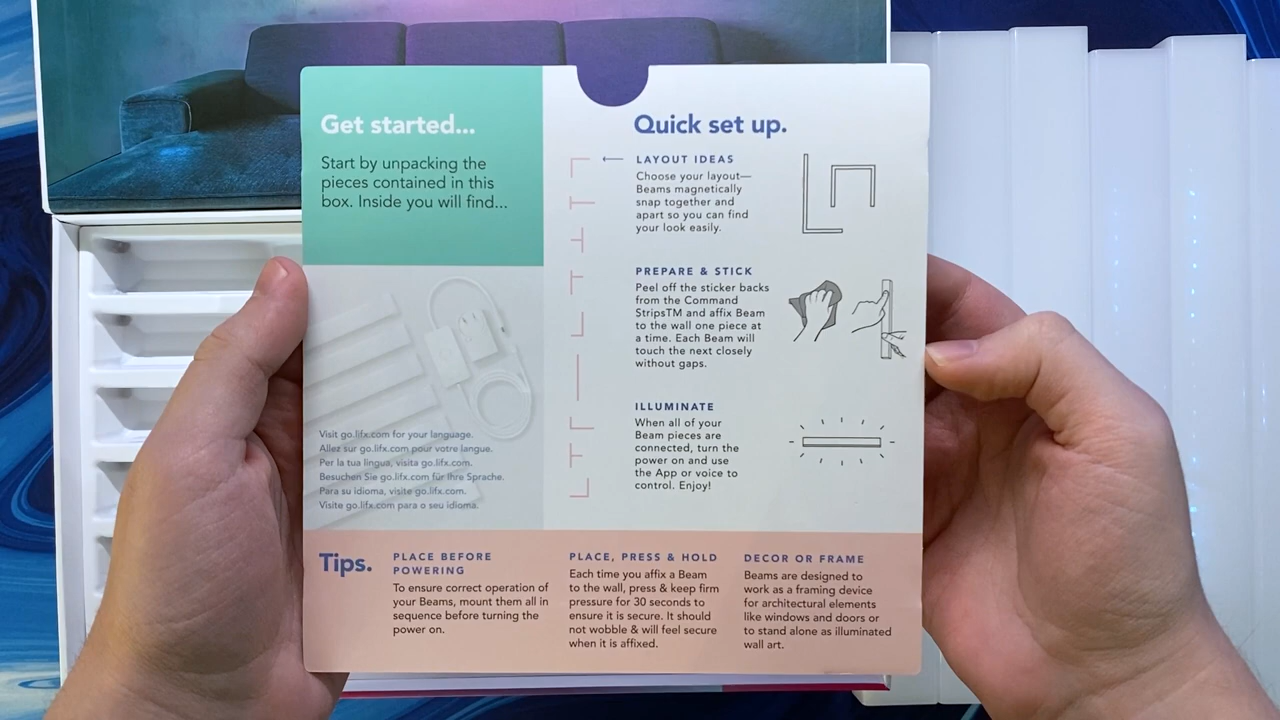 Get started...
Start by unpacking the
pieces contained in this
box. Inside you will find...
Visit go.lifx.com for your language.
Allez sur go.lifx.com pour votre langue.
Per la tua lingua, visita go.lifx.com.
Besuchen Sie go.lifx.com für Ihre Sprache.
Para su idioma, visite go.lifx.com.
Visite go.lifx.com para o seu idioma.
Quick set up.
LAYOUT IDEAS
Choose your layout—
Beams magnetically
snap together and
apart so you can find
your look easily.
PREPARE & STICK
Peel off the sticker backs
from the Command
StripsTM and affix Beam
to the wall one piece at
a time. Each Beam will
touch the next closely
without gaps.
ILLUMINATE
When all of your
Beam pieces are
connected, turn the
power on and use
the App or voice to
control. Enjoy!
Tips.
PLACE BEFORE
POWERING
To ensure correct operation of
your Beams, mount them all in
sequence before turning the
power on.
PLACE, PRESS & HOLD
Each time you affix a Beam
to the wall, press & keep firm
pressure for 30 seconds to
ensure it is secure. It should
not wobble & will feel secure
when it is affixed.
DECOR OR FRAME
Beams are designed to
work as a framing device
for architectural elements
like windows and doors or
to stand alone as illuminated
wall art.